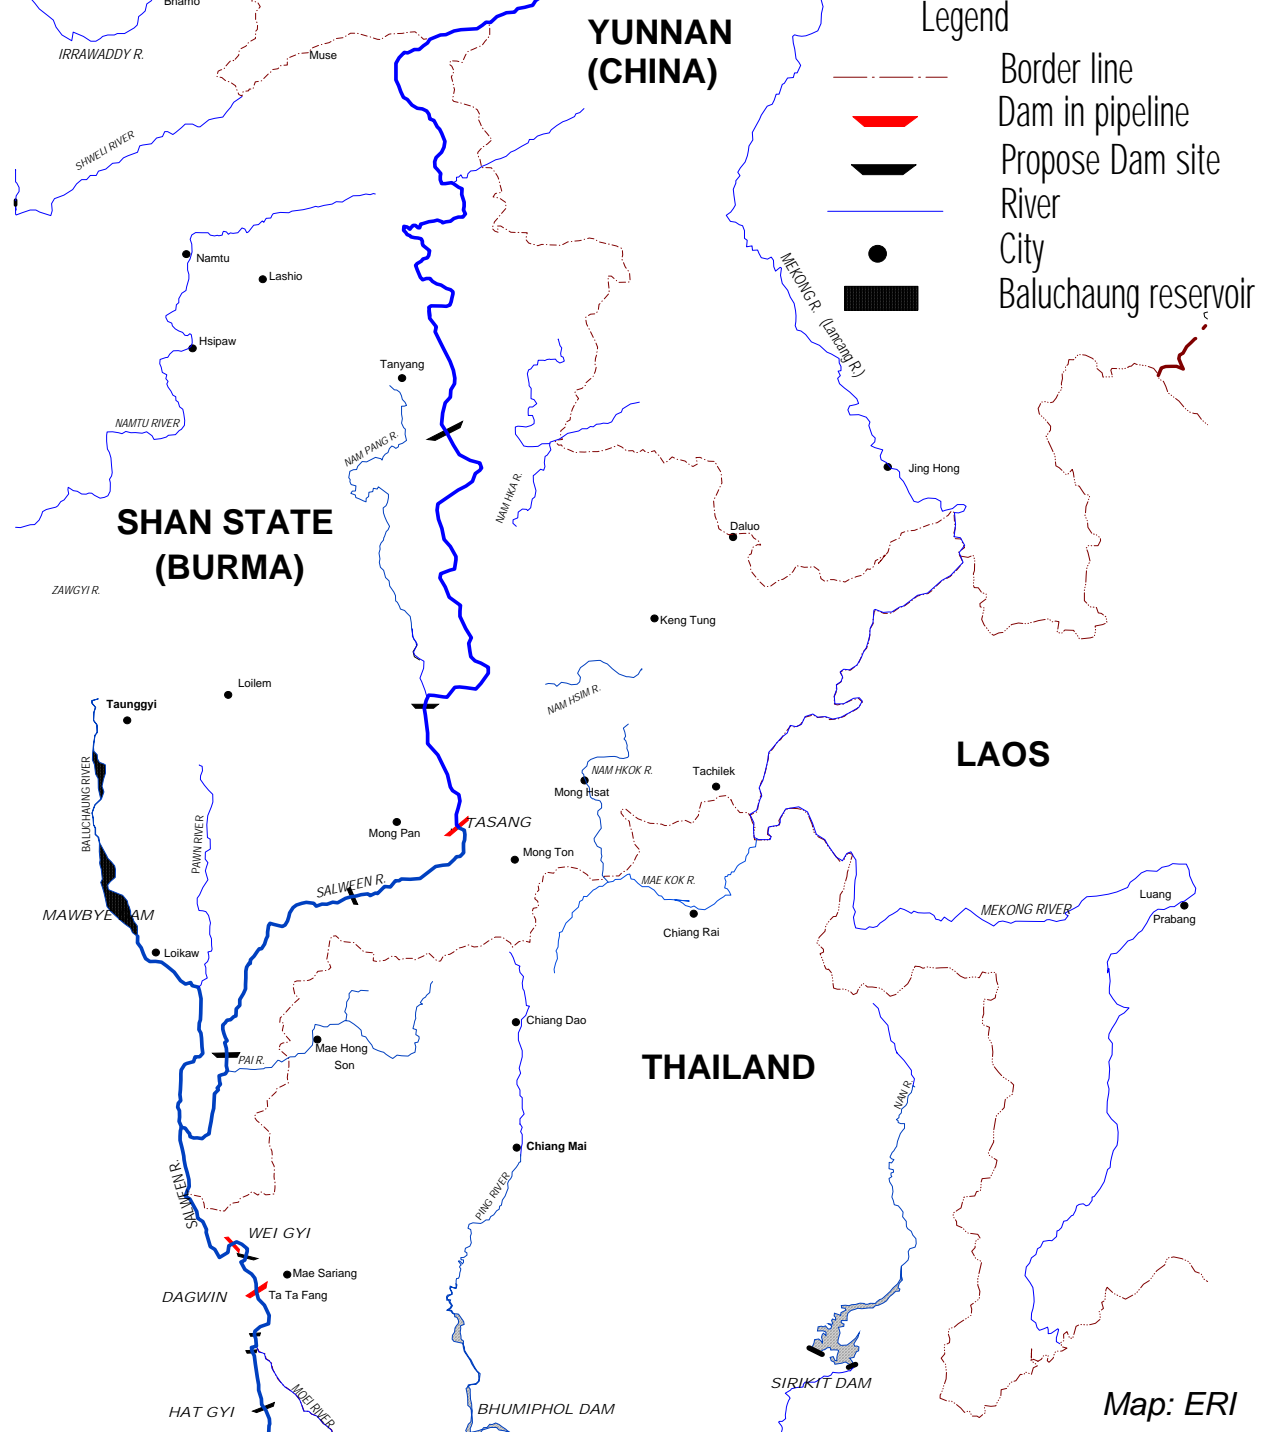 Bhamo
IRRAWADDY R.
Muse
YUNNAN
(CHINA)
Legend
Border line
Dam in pipeline
Propose Dam site
River
City
Baluchaung reservoir
SHWELI RIVER
Namtu
Lashio
MEKONG R. (Lancang R.)
Hsipaw
Tanyang
NAMTU RIVER
NAM PANG R.
NAM HKA R.
Jing Hong
SHAN STATE
(BURMA)
Daluo
ZAWGYI R.
Keng Tung
Loilem
Taunggyi
NAM HSIM R.
LAOS
BALUCHAUNG RIVER
NAM HKOK R.
Tachilek
Mong Hsat
PAWN RIVER
Mong Pan
TASANG
Mong Ton
SALWEEN R.
MAE KOK R.
MAWBYE DAM
Chiang Rai
MEKONG RIVER
Luang
Prabang
Loikaw
Chiang Dao
PAI R.
Mae Hong
Son
THAILAND
NAN R.
Chiang Mai
SALWEEN R.
PING RIVER
WEI GYI
Mae Sariang
DAGWIN
Ta Ta Fang
MOEI RIVER
SIRIKIT DAM
HAT GYI
BHUMIPHOL DAM
Map: ERI